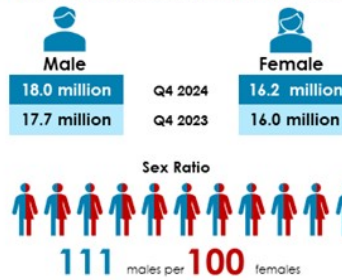 Male Female
18.0 million Q4 2024 16.2 million
17.7 million Q4 2023 16.0 million
Sex Ratio
111 males per 100 females